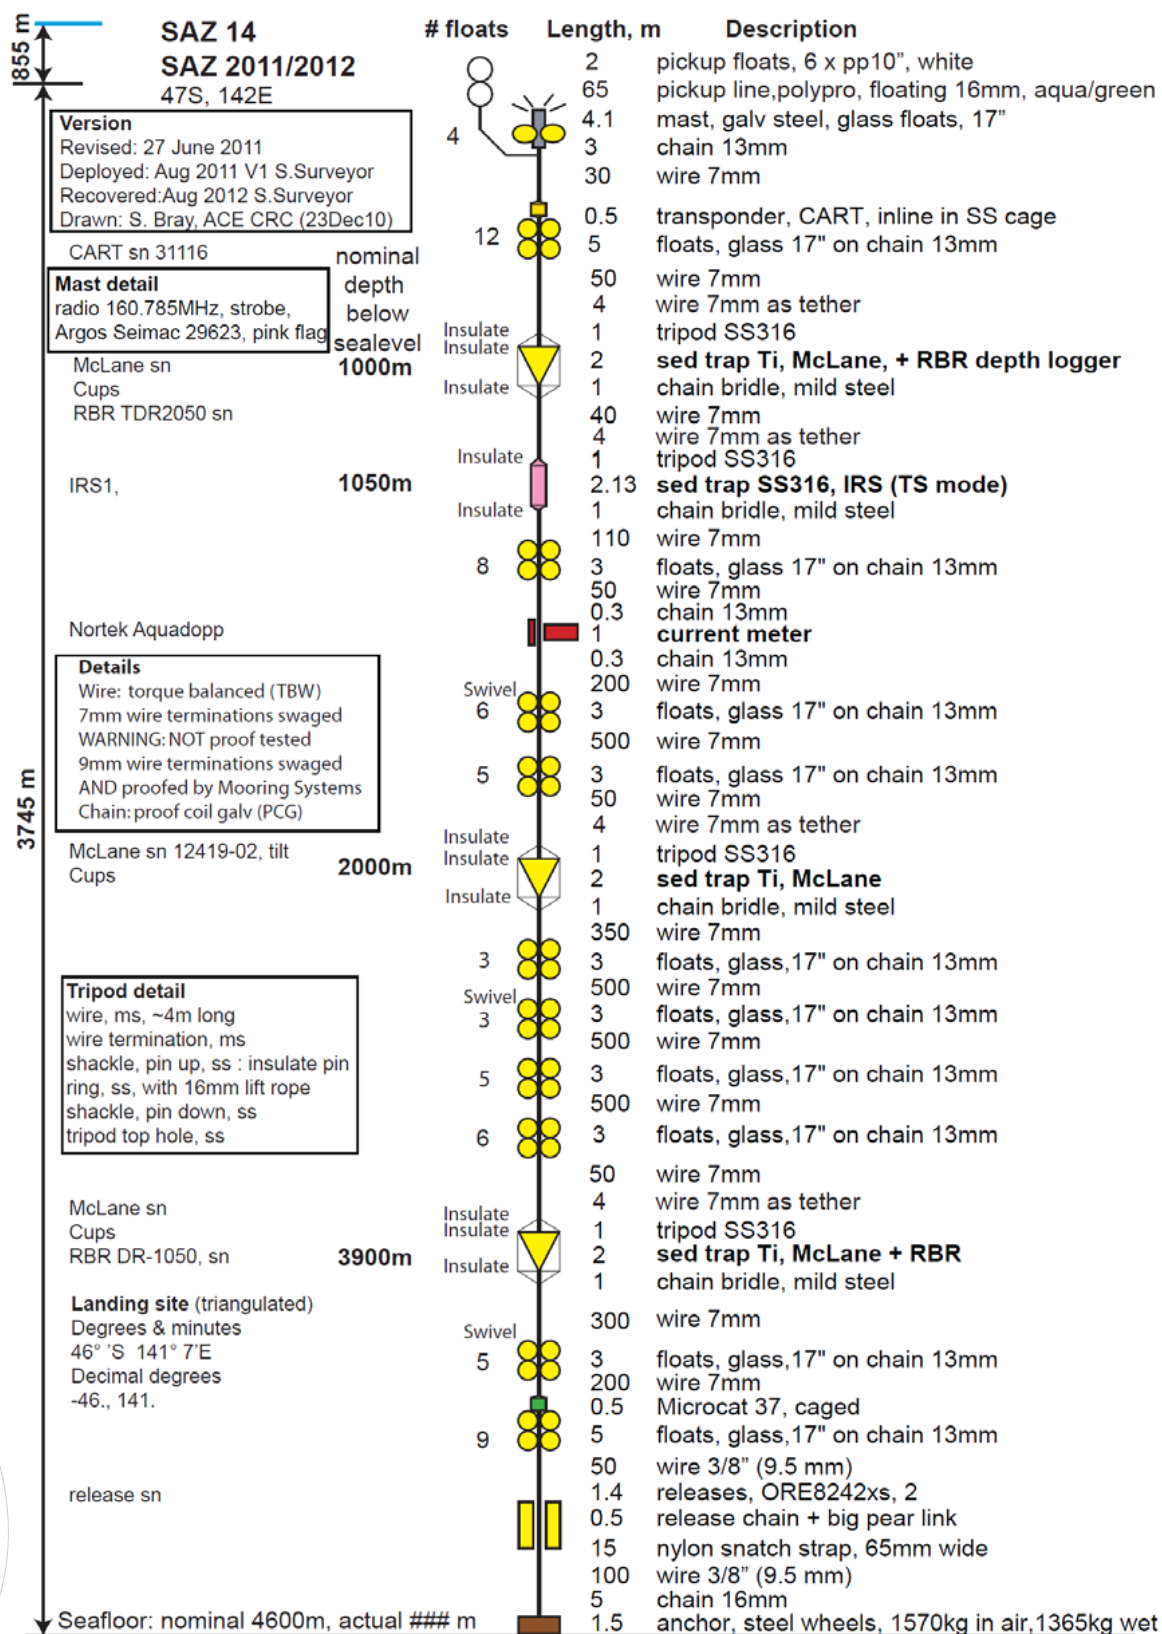 SAZ 14
SAZ 2011/2012
47S, 142E
855 m
3745 m
Version
Revised: 27 June 2011
Deployed: Aug 2011 V1 S.Surveyor
Recovered:Aug 2012 S.Surveyor
Drawn: S. Bray, ACE CRC (23Dec10)
CART sn 31116
Mast detail
radio 160.785MHz, strobe,
Argos Seimac 29623, pink flag
nominal
depth
below
sealevel
McLane sn
Cups
RBR TDR2050 sn
1000m
IRS1,
1050m
Nortek Aquadopp
Details
Wire: torque balanced (TBW)
7mm wire terminations swaged
WARNING: NOT proof tested
9mm wire terminations swaged
AND proofed by Mooring Systems
Chain: proof coil galv (PCG)
McLane sn 12419-02, tilt
Cups
2000m
Tripod detail
wire, ms, ~4m long
wire termination, ms
shackle, pin up, ss : insulate pin
ring, ss, with 16mm lift rope
shackle, pin down, ss
tripod top hole, ss
McLane sn
Cups
RBR DR-1050, sn
3900m
Landing site (triangulated)
Degrees & minutes
46° 'S 141° 7'E
Decimal degrees
-46., 141.
release sn
Seafloor: nominal 4600m, actual ### m
# floats Length, m Description
2 pickup floats, 6 x pp10", white
65 pickup line,polypro, floating 16mm, aqua/green
4 4.1 mast, galv steel, glass floats, 17"
3 chain 13mm
30 wire 7mm
0.5 transponder, CART, inline in SS cage
12 5 floats, glass 17" on chain 13mm
50 wire 7mm
4 wire 7mm as tether
Insulate 1 tripod SS316
Insulate 2 sed trap Ti, McLane, + RBR depth logger
Insulate 1 chain bridle, mild steel
40 wire 7mm
4 wire 7mm as tether
Insulate 1 tripod SS316
2.13 sed trap SS316, IRS (TS mode)
Insulate 1 chain bridle, mild steel
110 wire 7mm
8 3 floats, glass 17" on chain 13mm
50 wire 7mm
0.3 chain 13mm
1 current meter
0.3 chain 13mm
Swivel 200 wire 7mm
6 3 floats, glass 17" on chain 13mm
500 wire 7mm
5 3 floats, glass 17" on chain 13mm
50 wire 7mm
4 wire 7mm as tether
Insulate
Insulate 1 tripod SS316
2 sed trap Ti, McLane
Insulate 1 chain bridle, mild steel
350 wire 7mm
3 3 floats, glass,17" on chain 13mm
Swivel 500 wire 7mm
3 3 floats, glass,17" on chain 13mm
500 wire 7mm
5 3 floats, glass,17" on chain 13mm
500 wire 7mm
6 3 floats, glass,17" on chain 13mm
50 wire 7mm
4 wire 7mm as tether
Insulate
Insulate 1 tripod SS316
2 sed trap Ti, McLane + RBR
Insulate 1 chain bridle, mild steel
300 wire 7mm
Swivel
5 3 floats, glass,17" on chain 13mm
200 wire 7mm
0.5 Microcat 37, caged
9 5 floats, glass,17" on chain 13mm
50 wire 3/8" (9.5 mm)
1.4 releases, ORE8242xs, 2
0.5 release chain + big pear link
15 nylon snatch strap, 65mm wide
100 wire 3/8" (9.5 mm)
5 chain 16mm
1.5 anchor, steel wheels, 1570kg in air,1365kg wet